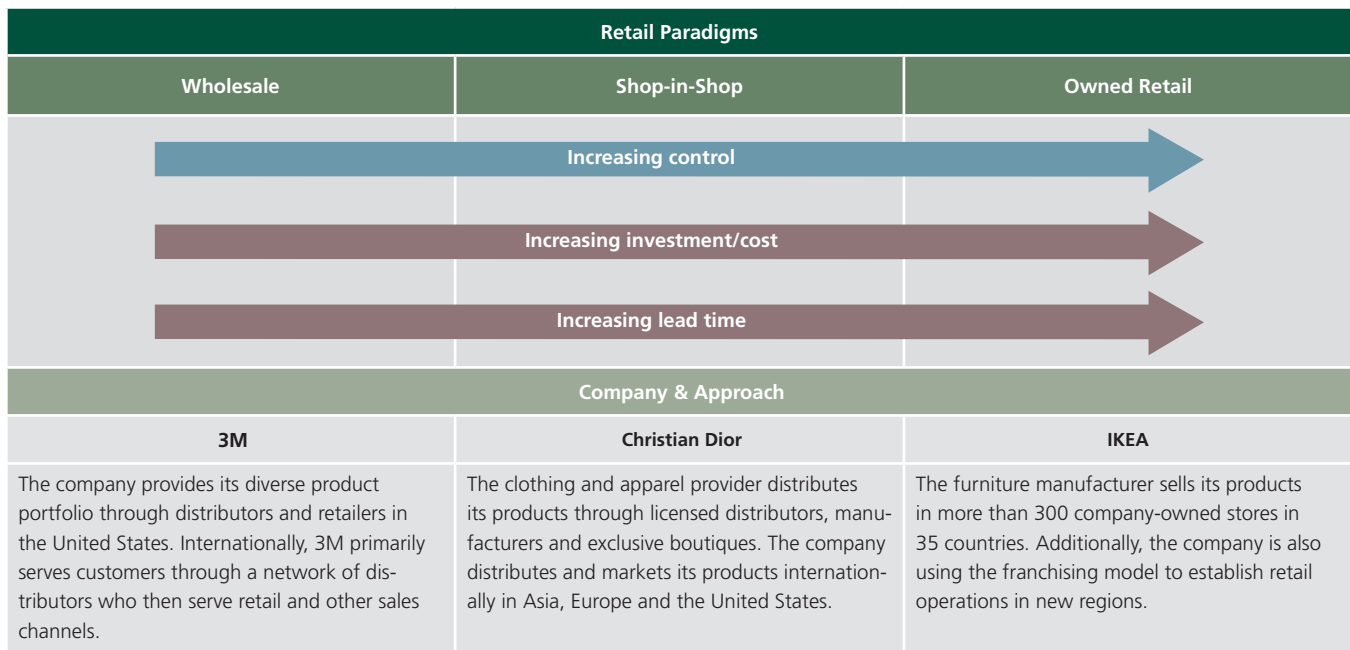 Retail Paradigms
Wholesale
Shop-in-Shop
Owned Retail
Increasing control
Increasing investment/cost
Increasing lead time
Company & Approach
3M
Christian Dior
IKEA
The company provides its diverse product
portfolio through distributors and retailers in
the United States. Internationally, 3M primarily
serves customers through a network of dis-
tributors who then serve retail and other sales
channels.
The clothing and apparel provider distributes
its products through licensed distributors, manu-
facturers and exclusive boutiques. The company
distributes and markets its products internation-
ally in Asia, Europe and the United States.
The furniture manufacturer sells its products
in more than 300 company-owned stores in
35 countries. Additionally, the company is also
using the franchising model to establish retail
operations in new regions.